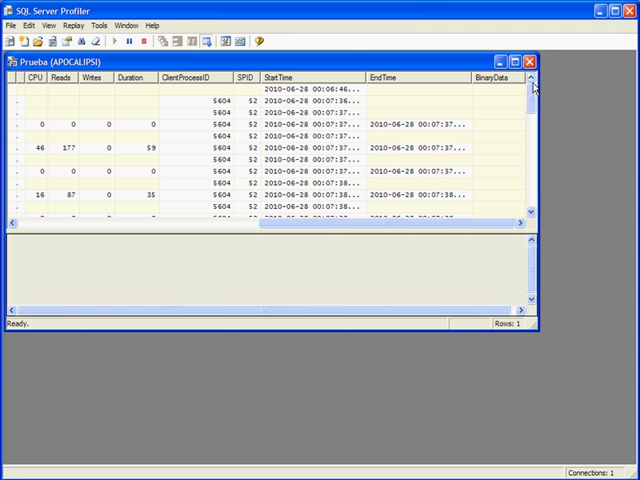 SQL Server Profiler
File Edit View Replay Tools Window Help
Prueba (APOCALIPSI)
CPU Reads Writes Duration ClientProcessID SPID StartTime EndTime BinaryData
2010-06-28 00:06:46...
5604 52 2010-06-28 00:07:36...
5604 52 2010-06-28 00:07:37...
0 0 0 0 5604 52 2010-06-28 00:07:37... 2010-06-28 00:07:37...
5604 52 2010-06-28 00:07:37...
46 177 0 59 5604 52 2010-06-28 00:07:37... 2010-06-28 00:07:37...
5604 52 2010-06-28 00:07:37...
0 0 0 0 5604 52 2010-06-28 00:07:37... 2010-06-28 00:07:37...
5604 52 2010-06-28 00:07:38...
16 87 0 35 5604 52 2010-06-28 00:07:38... 2010-06-28 00:07:38...
5604 52 2010-06-28 00:07:38...
Ready. Rows: 1
Connections: 1